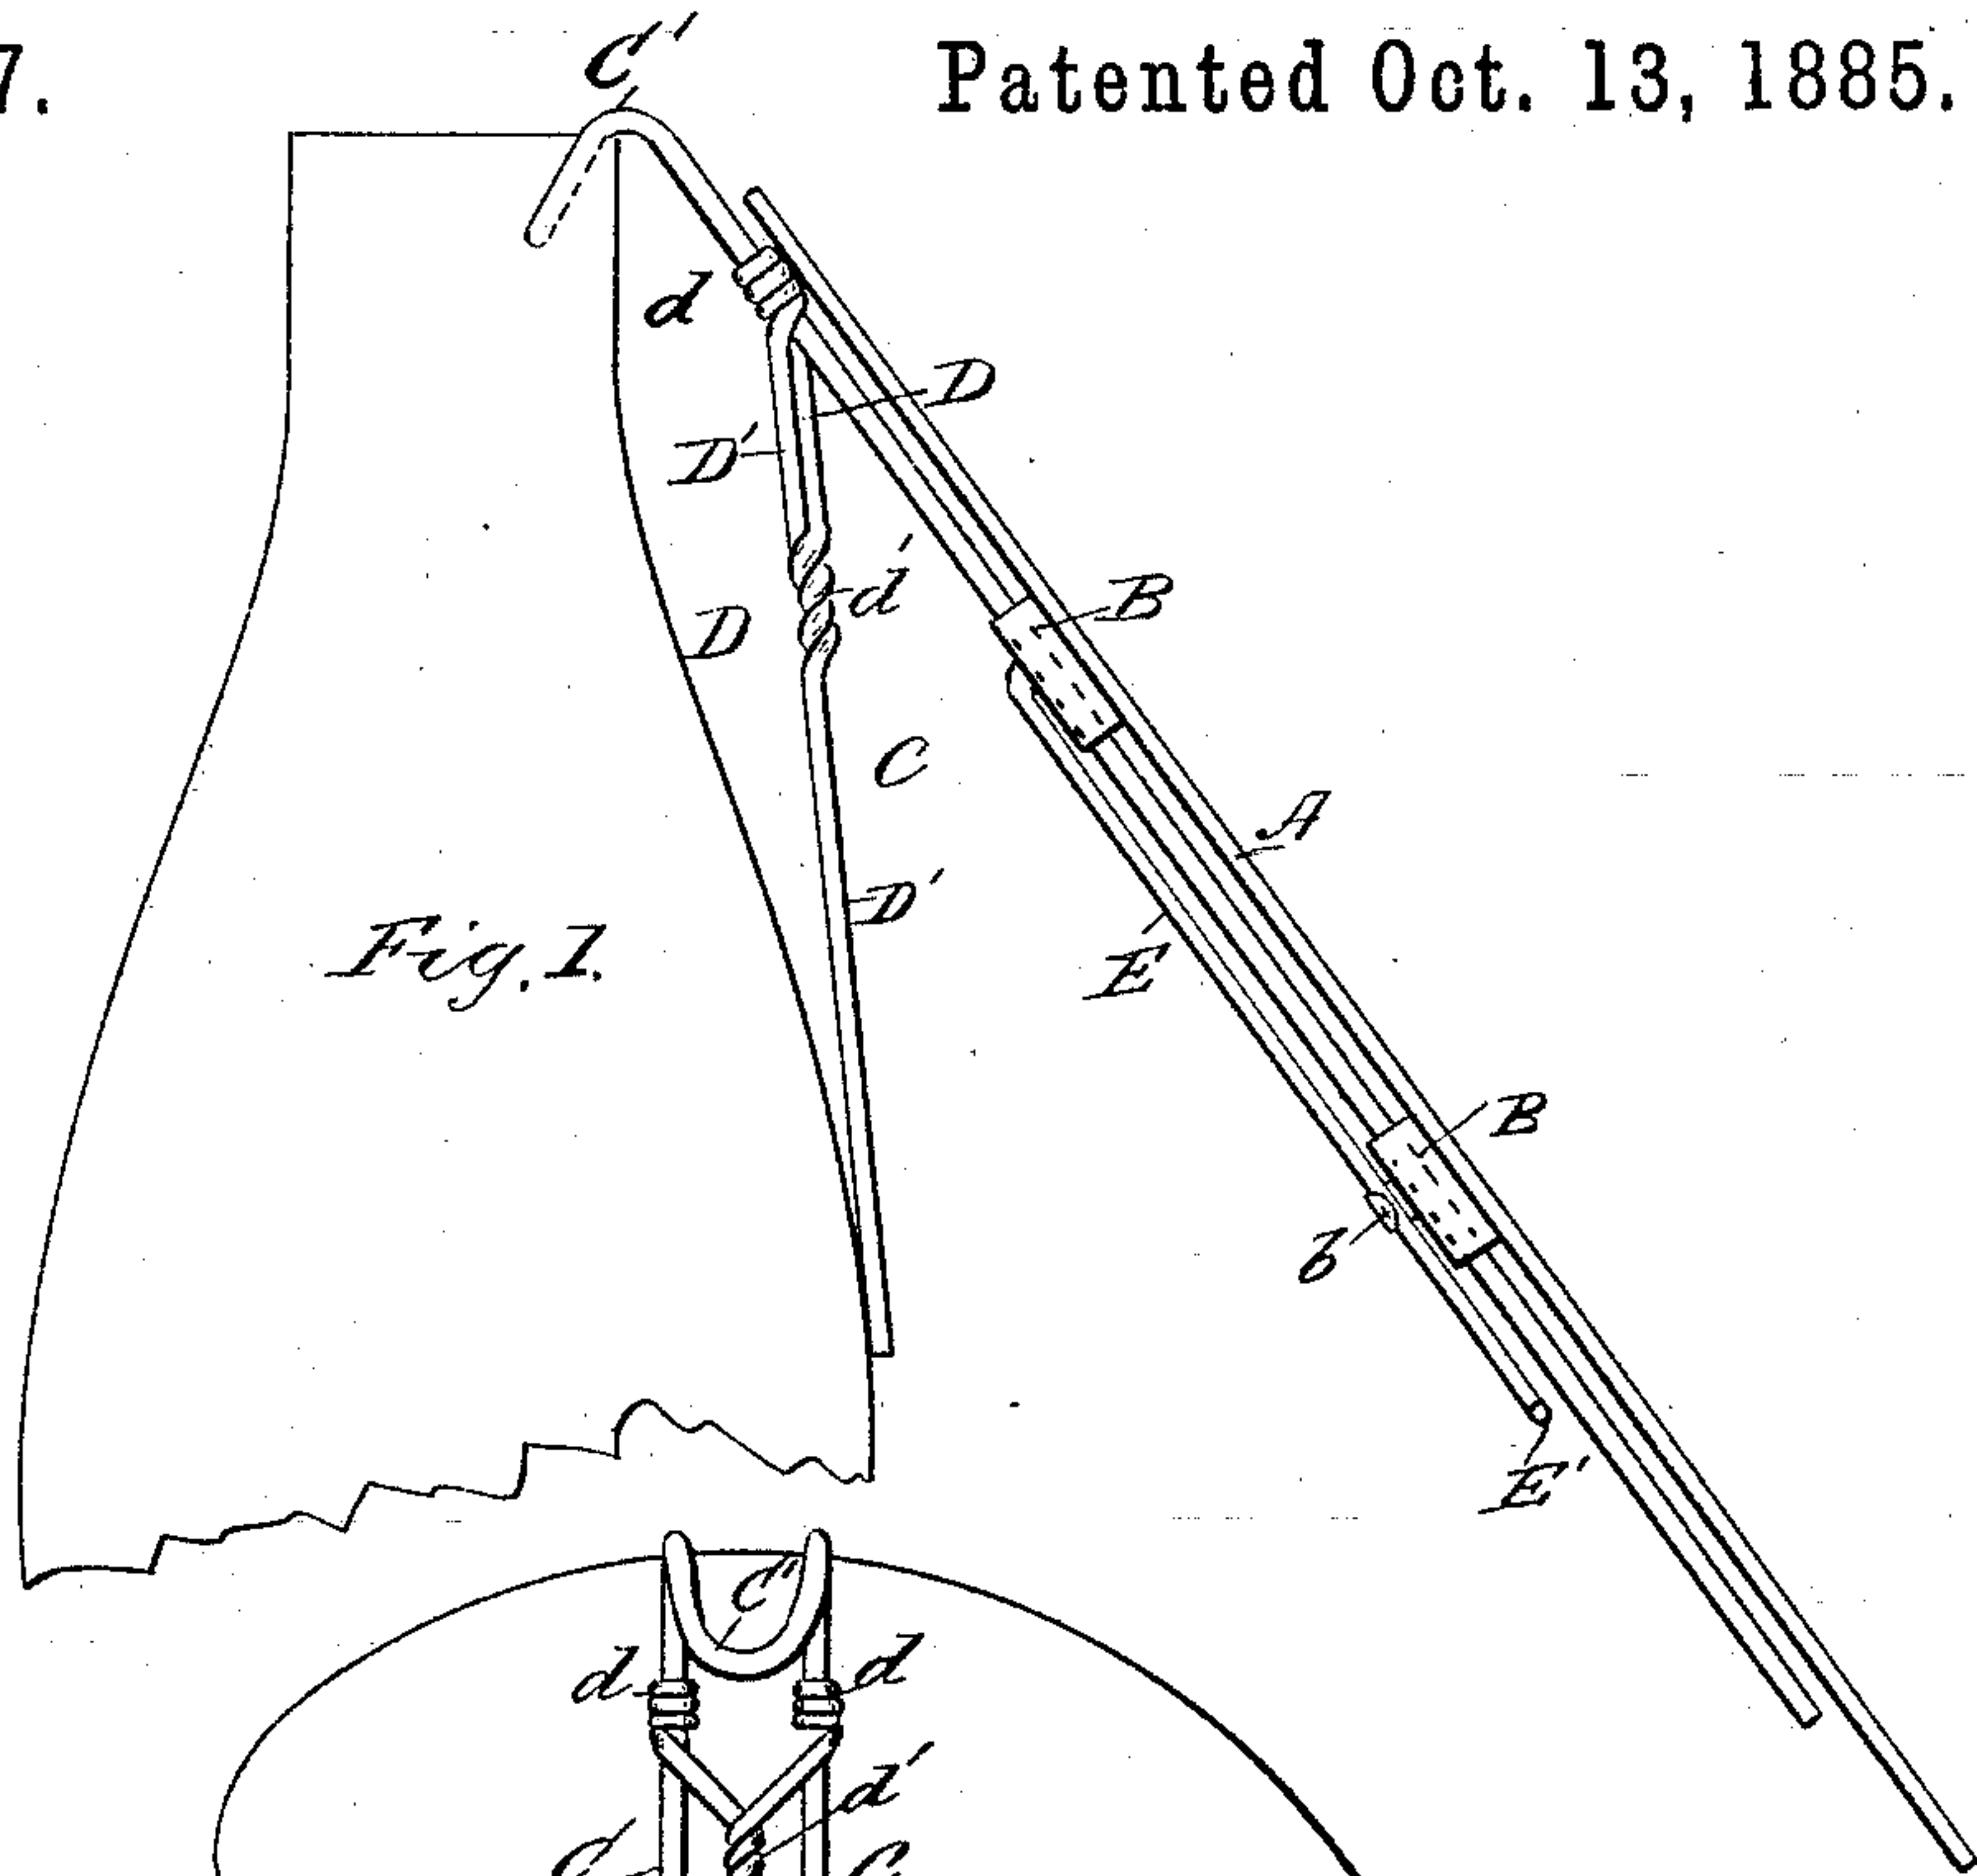 7.
Patented Oct. 13, 1885.
C'
d
D
D'
d'
B
D
C
A
D'
Fig. 1.
E
B
b
E'
C'
d
d
d'
C
C